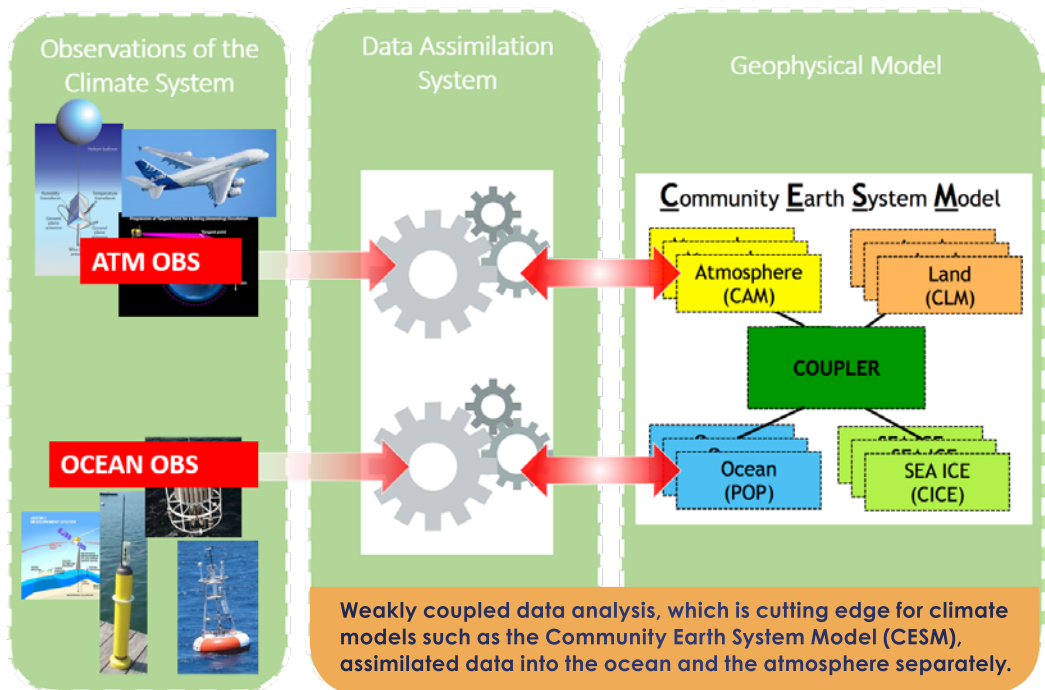 Observations of the
Climate System
Data Assimilation
System
Geophysical Model
ATM OBS
OCEAN OBS
Community Earth System Model
Atmosphere
(CAM)
Land
(CLM)
COUPLER
Ocean
(POP)
SEA ICE
(CICE)
Weakly coupled data analysis, which is cutting edge for climate
models such as the Community Earth System Model (CESM),
assimilated data into the ocean and the atmosphere separately.